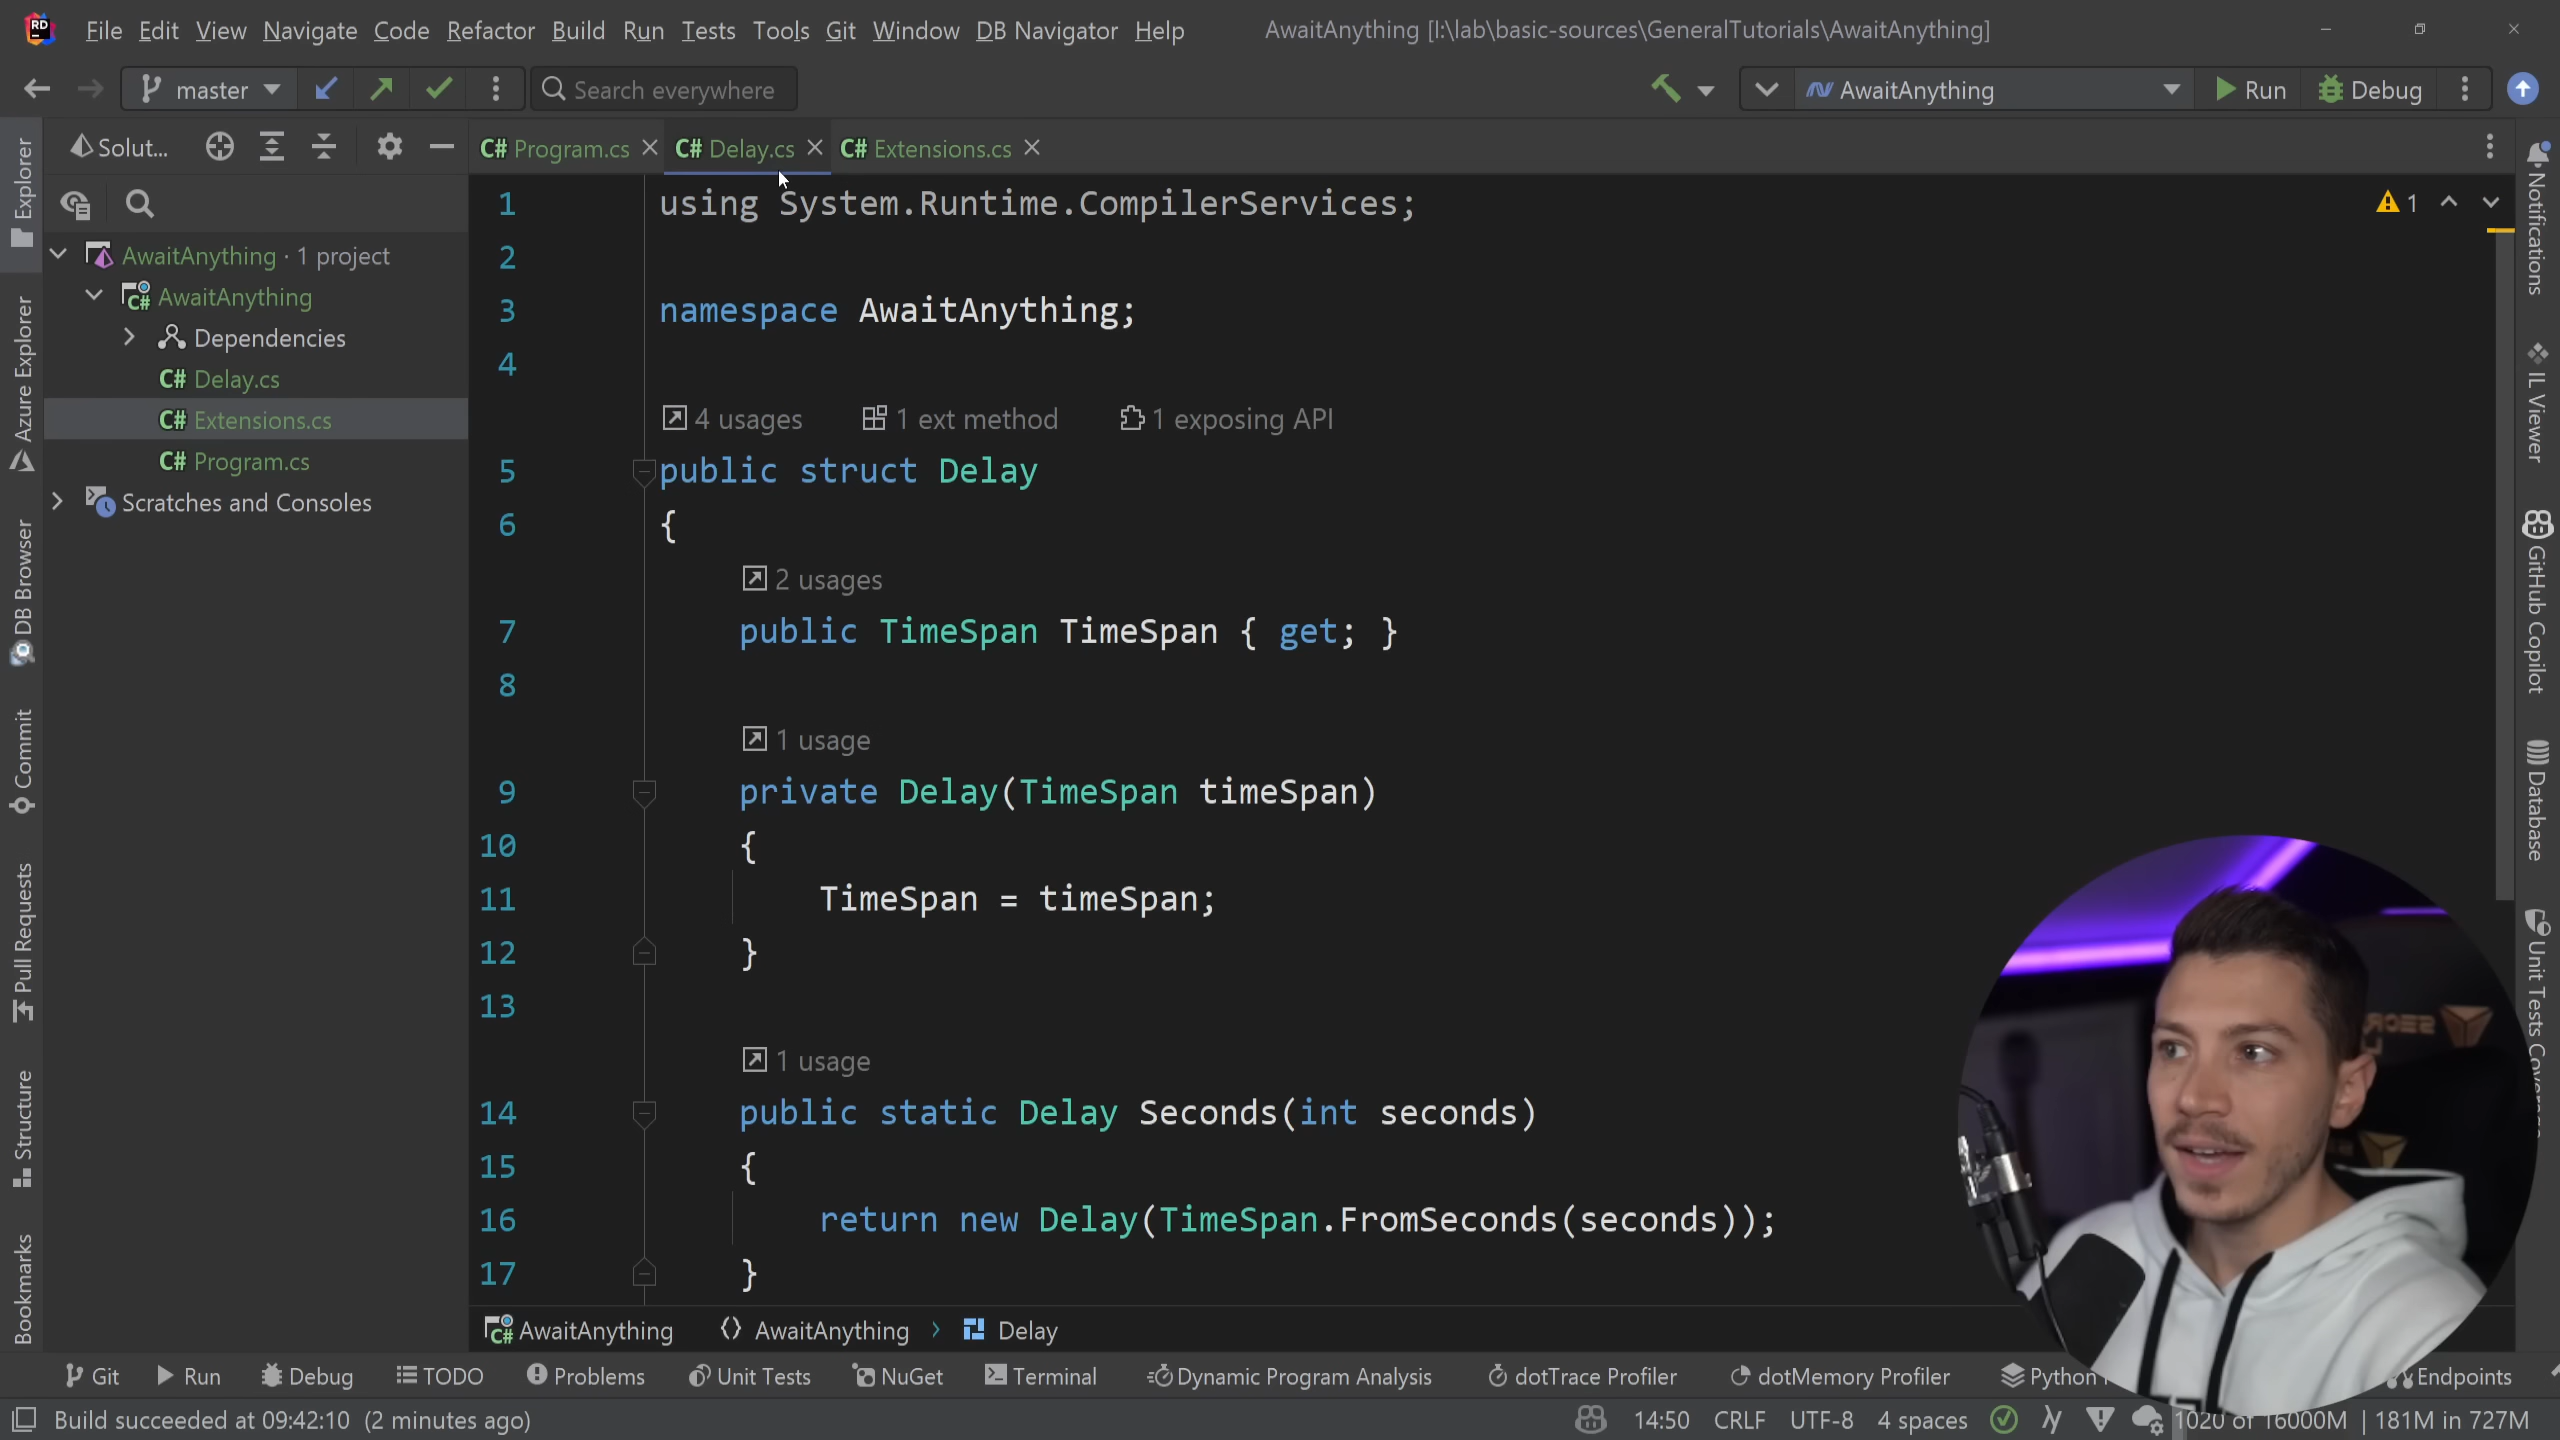 File Edit View Navigate Code Refactor Build Run Tests Tools Git Window DB Navigator Help AwaitAnything [I:\lab\basic-sources\GeneralTutorials\AwaitAnything]
master Search everywhere AwaitAnything Run Debug
Solut...
C# Program.cs C# Delay.cs C# Extensions.cs
AwaitAnything · 1 project
C# AwaitAnything
Dependencies
C# Delay.cs
C# Extensions.cs
C# Program.cs
Scratches and Consoles
Explorer
Azure Explorer
DB Browser
Commit
Pull Requests
Structure
Bookmarks
1 using System.Runtime.CompilerServices;
2
3 namespace AwaitAnything;
4
4 usages 1 ext method 1 exposing API
5 public struct Delay
6 {
2 usages
7 public TimeSpan TimeSpan { get; }
8
1 usage
9 private Delay(TimeSpan timeSpan)
10 {
11 TimeSpan = timeSpan;
12 }
13
1 usage
14 public static Delay Seconds(int seconds)
15 {
16 return new Delay(TimeSpan.FromSeconds(seconds));
17 }
1
Notifications
IL Viewer
GitHub Copilot
Database
Unit Tests
C# AwaitAnything AwaitAnything Delay
Git Run Debug TODO Problems Unit Tests NuGet Terminal Dynamic Program Analysis dotTrace Profiler dotMemory Profiler Python Endpoints
Build succeeded at 09:42:10 (2 minutes ago) 14:50 CRLF UTF-8 4 spaces 1020 of 16000M | 181M in 727M